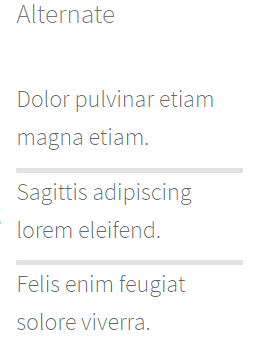 Alternate
Dolor pulvinar etiam
magna etiam.
Sagittis adipiscing
lorem eleifend.
Felis enim feugiat
solore viverra.